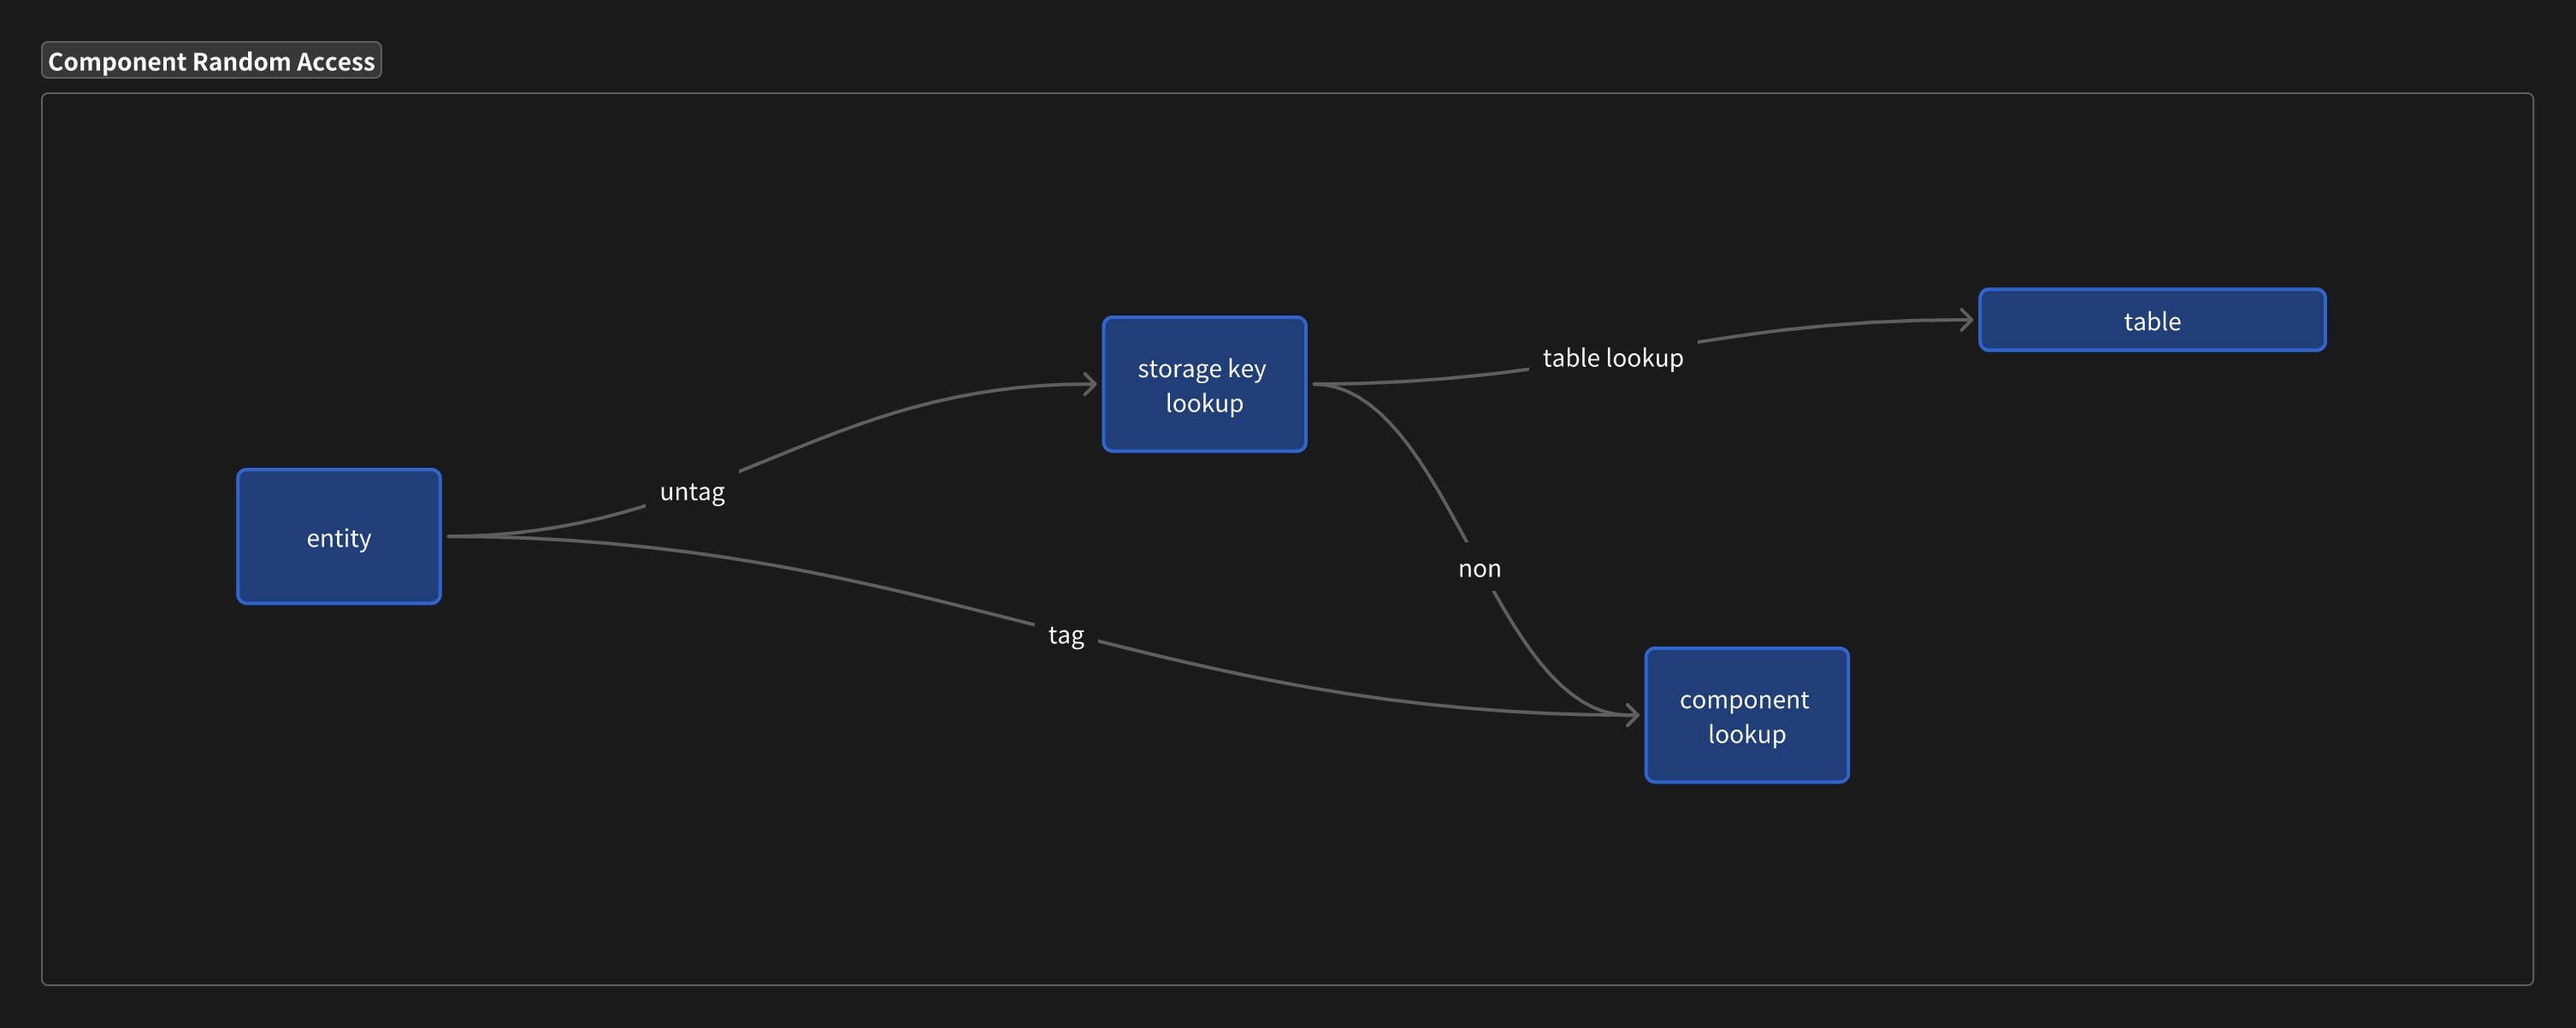 Component Random Access
table
storage key
lookup
table lookup
untag
entity
non
tag
component
lookup